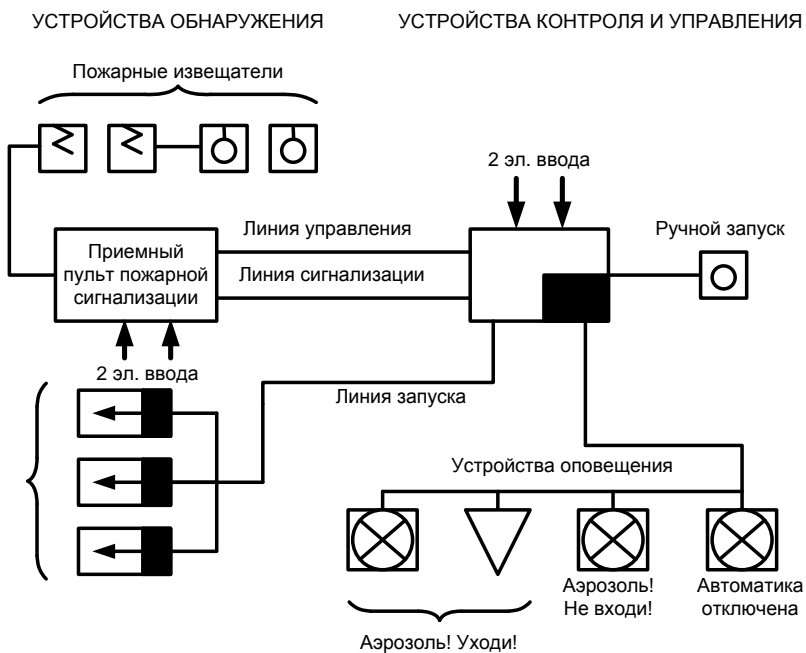 УСТРОЙСТВА ОБНАРУЖЕНИЯ
УСТРОЙСТВА КОНТРОЛЯ И УПРАВЛЕНИЯ
Пожарные извещатели
2 эл. ввода
Линия управления
Ручной запуск
Приемный
пульт пожарной
сигнализации
Линия сигнализации
2 эл. ввода
Линия запуска
Устройства оповещения
Аэрозоль!
Не входи!
Автоматика
отключена
Аэрозоль! Уходи!